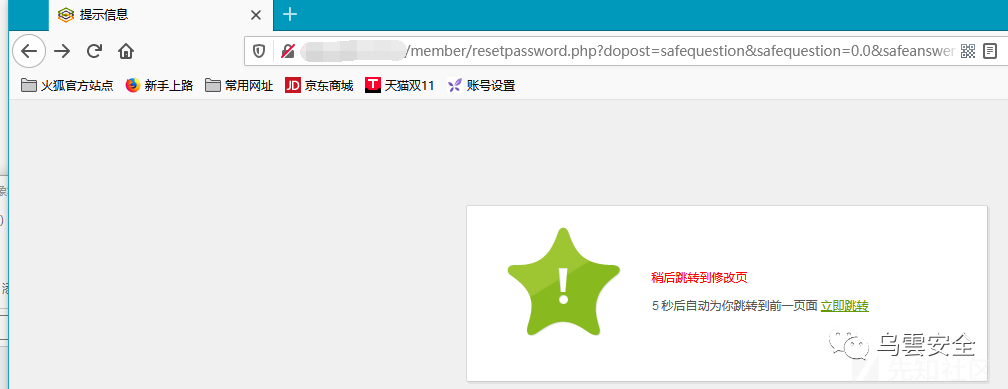 提示信息
/member/resetpassword.php?dopost=safequestion&safequestion=0.0&safeanswer
火狐官方站点 新手上路 常用网址 JD 京东商城 T 天猫双11 账号设置
!
稍后跳转到修改页
5 秒后自动为你跳转到前一页面 立即跳转
乌雲安全
先知社区